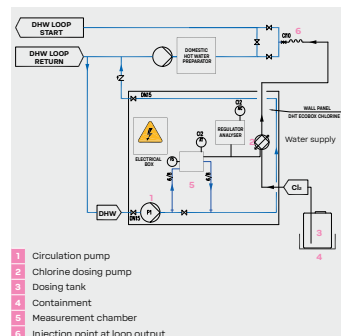 DHW LOOP
START
DHW LOOP
RETURN
DOMESTIC
HOT WATER
PREPARATOR
6
DN15
WALL PANEL
DHT ECOBOX CHLORINE
Water supply
REGULATOR
ANALYSER
2
ELECTRICAL
BOX
5
Cl₂
DHW
DN15
1
P1
3
4
1 Circulation pump
2 Chlorine dosing pump
3 Dosing tank
4 Containment
5 Measurement chamber
6 Injection point at loop output